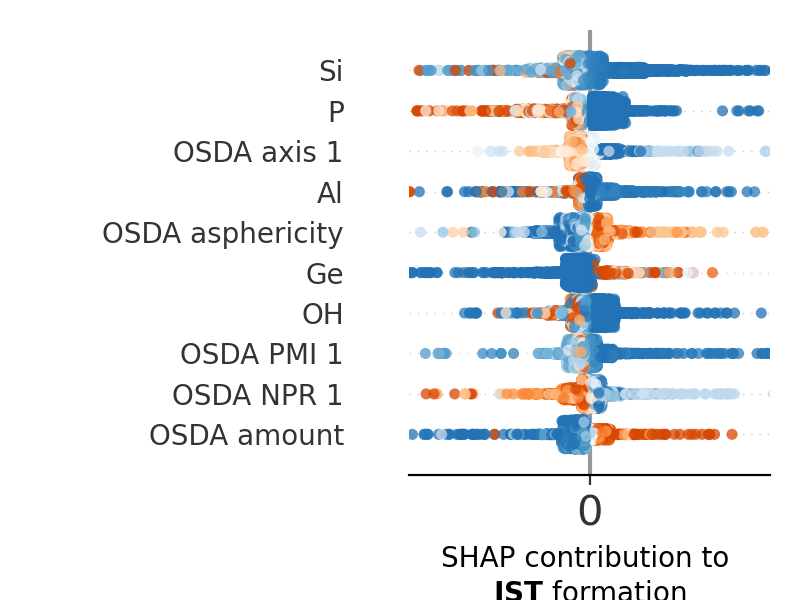 Si
P
OSDA axis 1
Al
OSDA asphericity
Ge
OH
OSDA PMI 1
OSDA NPR 1
OSDA amount
0
SHAP contribution to
IST formation